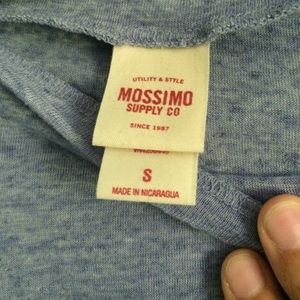 UTILITY & STYLE
MOSSIMO
SUPPLY CO
SINCE 1987
S
MADE IN NICARAGUA